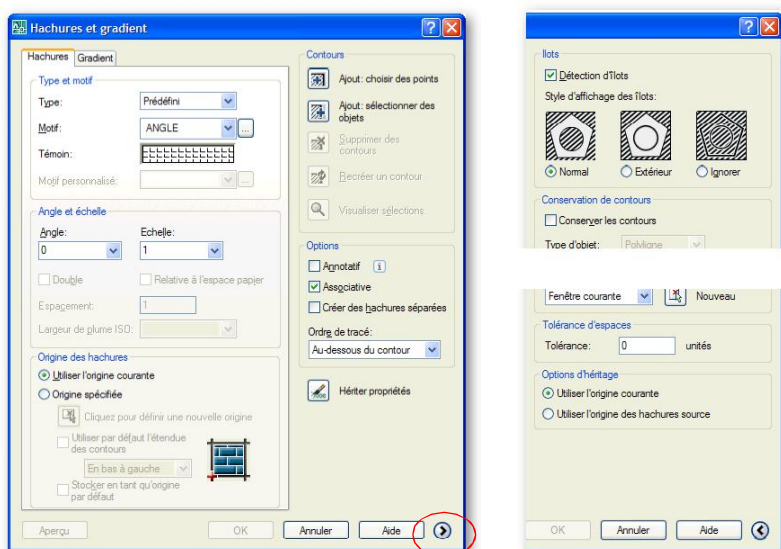 Hachures et gradient
Hachures
Gradient
Type et motif
Type:
Prédéfini
Motif:
ANGLE
...
Témoin:
Motif personnalisé:
...
Angle et échelle
Angle:
Echelle:
0
1
Double
Relative à l'espace papier
Espacement:
1
Largeur de plume ISO:
Origine des hachures
Utiliser l'origine courante
Origine spécifiée
Cliquez pour définir une nouvelle origine
Utiliser par défaut l'étendue
des contours
En bas à gauche
Stocker en tant qu'origine
par défaut
Aperçu
Contours
Ajout: choisir des points
Ajout: sélectionner des
objets
Supprimer des
contours
Recréer un contour
Visualiser sélections
Options
Annotatif
Associative
Créer des hachures séparées
Ordre de tracé:
Au-dessous du contour
Hériter propriétés
OK
Annuler
Aide
Ilots
Détection d'îlots
Style d'affichage des îlots:
Normal
Extérieur
Ignorer
Conservation de contours
Conserver les contours
Type d'objet:
Polyligne
Fenêtre courante
Nouveau
Tolérance d'espaces
Tolérance:
0
unités
Options d'héritage
Utiliser l'origine courante
Utiliser l'origine des hachures source
OK
Annuler
Aide